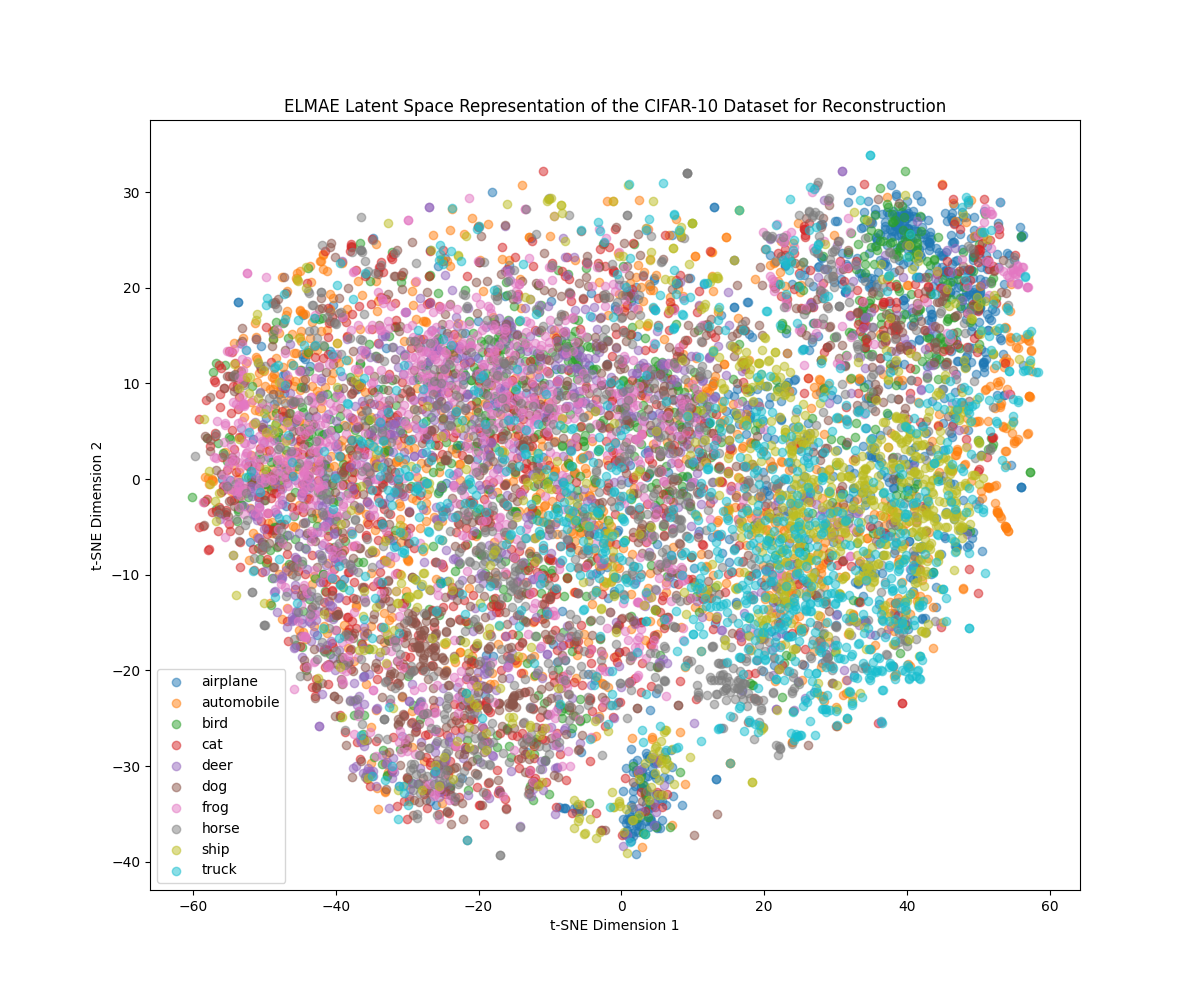 ELMAE Latent Space Representation of the CIFAR-10 Dataset for Reconstruction
30
20
10
0
−10
−20
−30
−40
t-SNE Dimension 2
airplane
automobile
bird
cat
deer
dog
frog
horse
ship
truck
−60 −40 −20 0 20 40 60
t-SNE Dimension 1